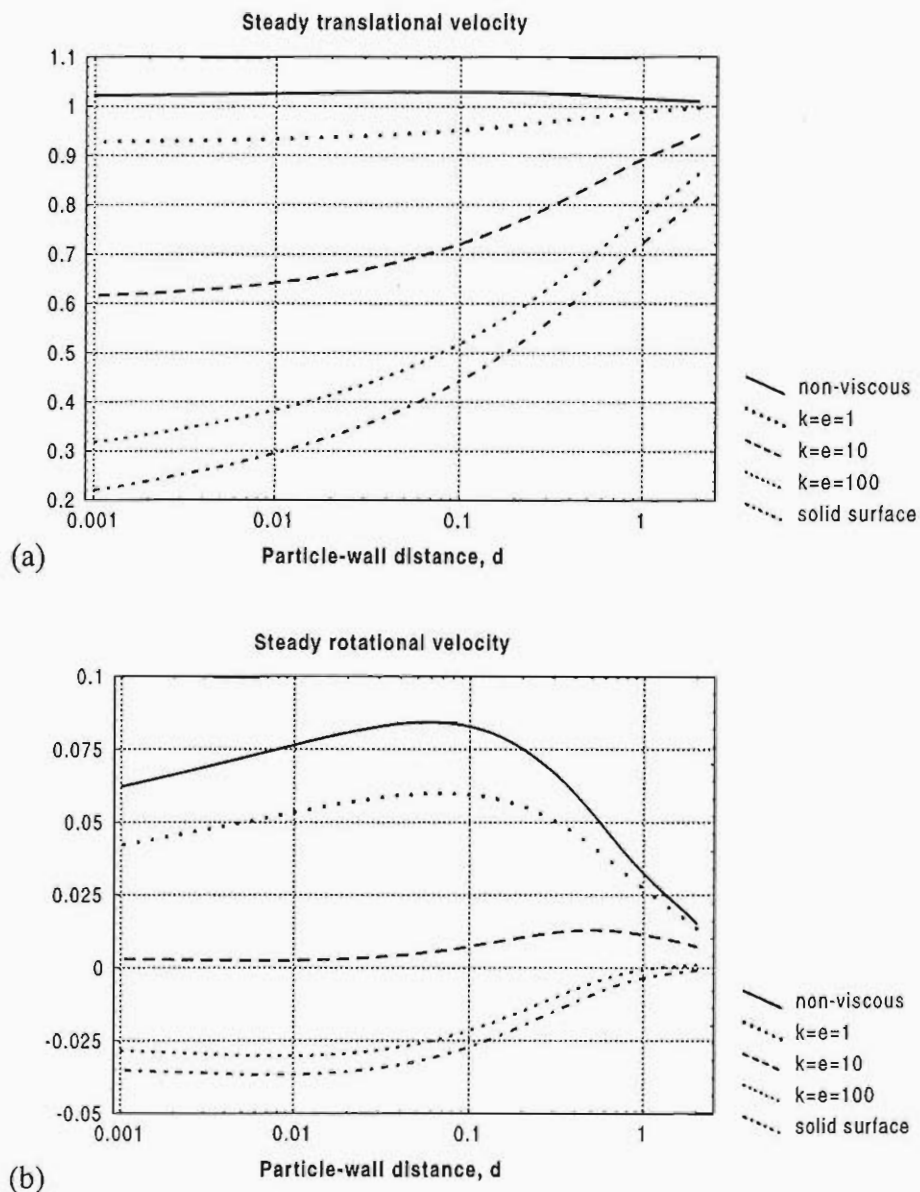 Steady translational velocity
1.1
1
0.9
0.8
0.7
0.6
0.5
0.4
0.3
0.2
0.001 0.01 0.1 1
Particle-wall distance, d
non-viscous
k=e=1
k=e=10
k=e=100
solid surface
(a)
Steady rotational velocity
0.1
0.075
0.05
0.025
0
-0.025
-0.05
0.001 0.01 0.1 1
Particle-wall distance, d
non-viscous
k=e=1
k=e=10
k=e=100
solid surface
(b)